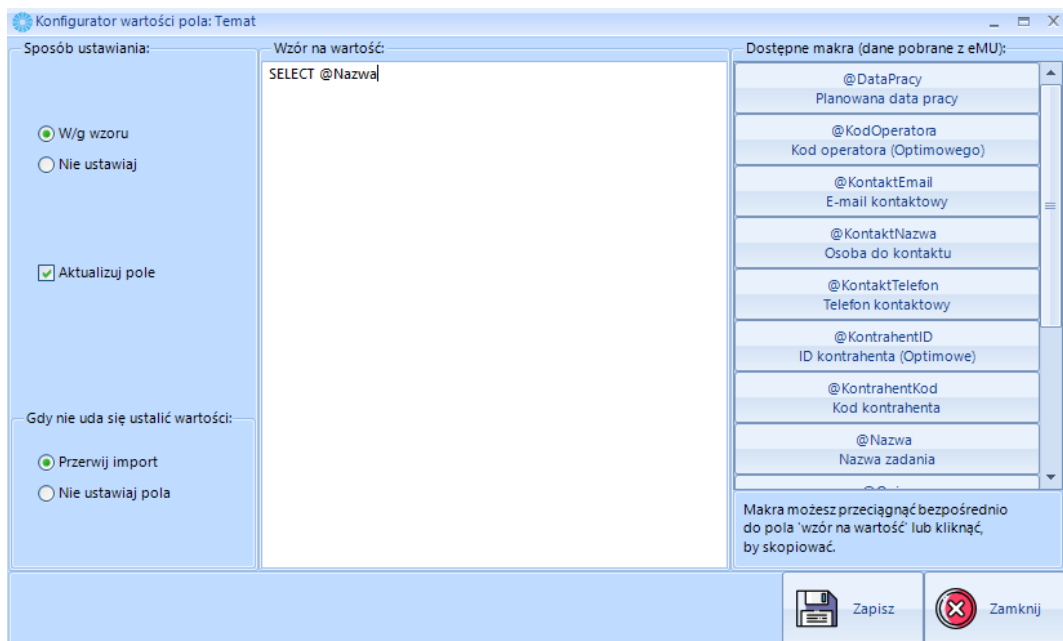 Konfigurator wartości pola: Temat
Sposób ustawiania:
W/g wzoru
Nie ustawiaj
Aktualizuj pole
Gdy nie uda się ustalić wartości:
Przerwij import
Nie ustawiaj pola
Wzór na wartość:
SELECT @Nazwa
Dostępne makra (dane pobrane z eMU):
@DataPracy
Planowana data pracy
@KodOperatora
Kod operatora (Optimowego)
@KontaktEmail
E-mail kontaktowy
@KontaktNazwa
Osoba do kontaktu
@KontaktTelefon
Telefon kontaktowy
@KontrahentID
ID kontrahenta (Optimowe)
@KontrahentKod
Kod kontrahenta
@Nazwa
Nazwa zadania
Makra możesz przeciągnąć bezpośrednio
do pola 'wzór na wartość' lub kliknąć,
by skopiować.
Zapisz
Zamknij